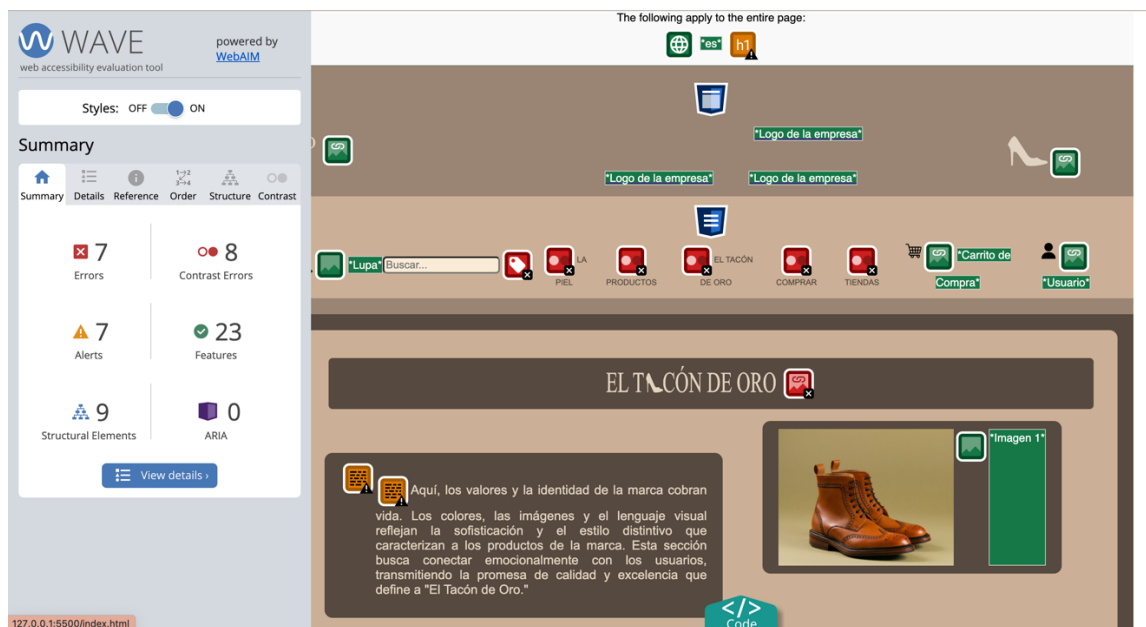 The following apply to the entire page:
*es* h1
WAVE
powered by
WebAIM
web accessibility evaluation tool
Styles: OFF ON
Summary
Summary Details Reference Order Structure Contrast
7
Errors
8
Contrast Errors
7
Alerts
23
Features
9
Structural Elements
0
ARIA
View details ›
*Logo de la empresa*
*Logo de la empresa* *Logo de la empresa*
*Lupa* Buscar...
LA
PIEL
PRODUCTOS
EL TACÓN
DE ORO
COMPRAR
TIENDAS
*Carrito de
Compra*
*Usuario*
EL TACÓN DE ORO
Aquí, los valores y la identidad de la marca cobran
vida. Los colores, las imágenes y el lenguaje visual
reflejan la sofisticación y el estilo distintivo que
caracterizan a los productos de la marca. Esta sección
busca conectar emocionalmente con los usuarios,
transmitiendo la promesa de calidad y excelencia que
define a "El Tacón de Oro."
*Imagen 1*
</>
Code
127.0.0.1:5500/index.html